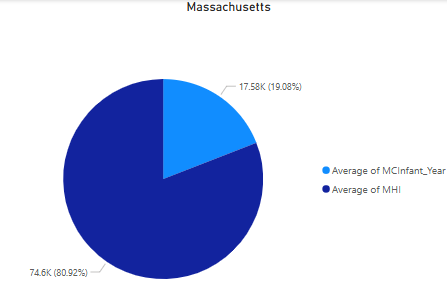 Massachusetts
17.58K (19.08%)
Average of MCInfant_Year
Average of MHI
74.6K (80.92%)